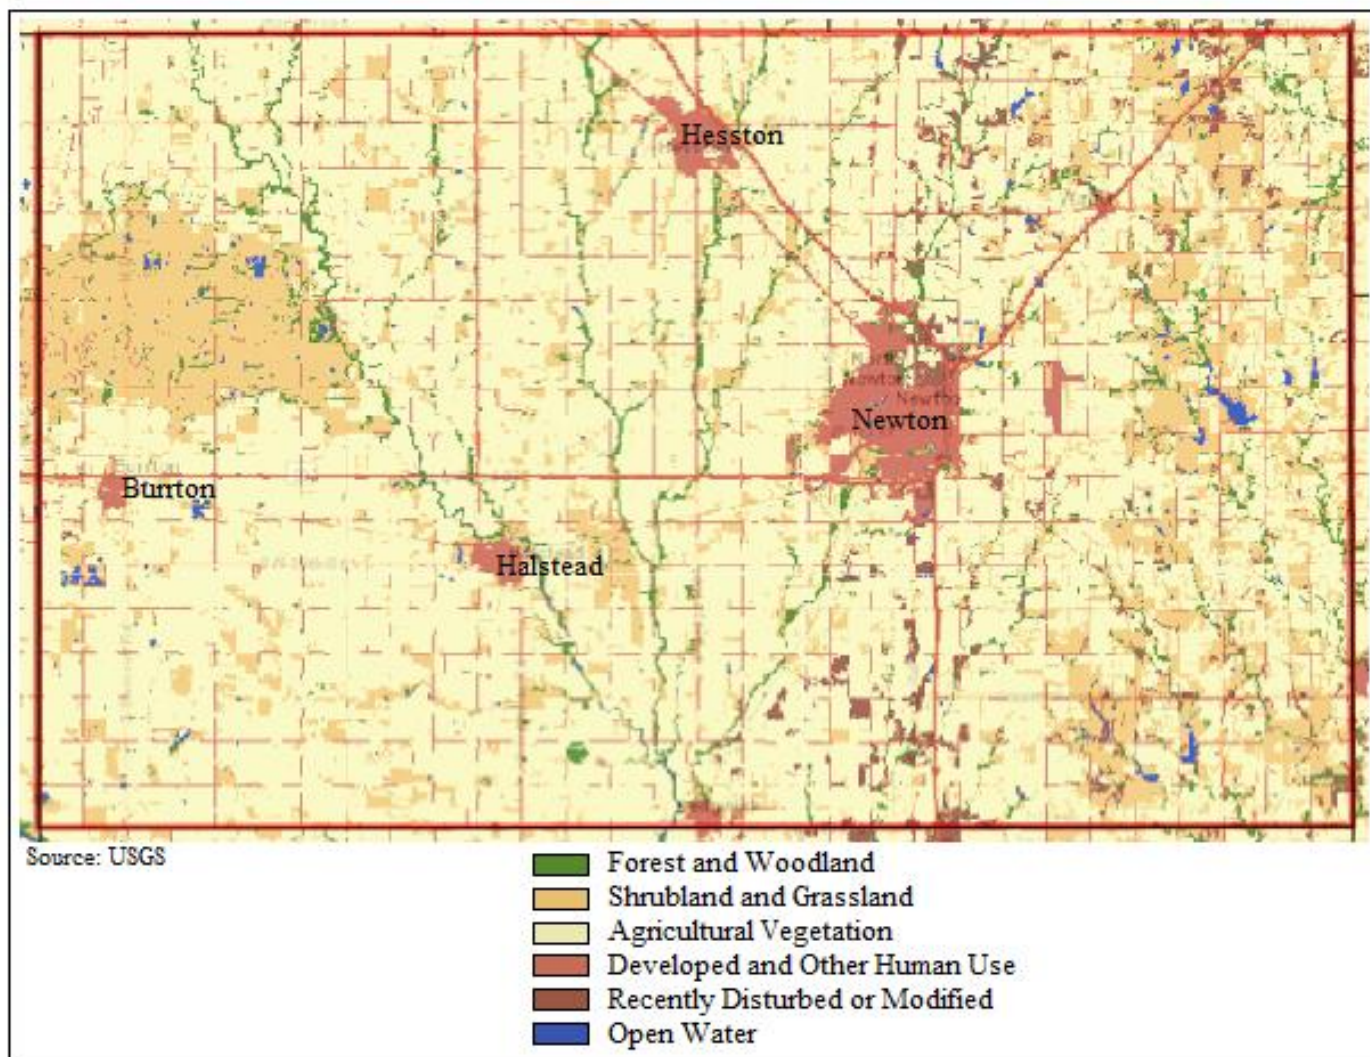 Hesston
Newton
Newton
Burrton
Halstead
Source: USGS
Forest and Woodland
Shrubland and Grassland
Agricultural Vegetation
Developed and Other Human Use
Recently Disturbed or Modified
Open Water